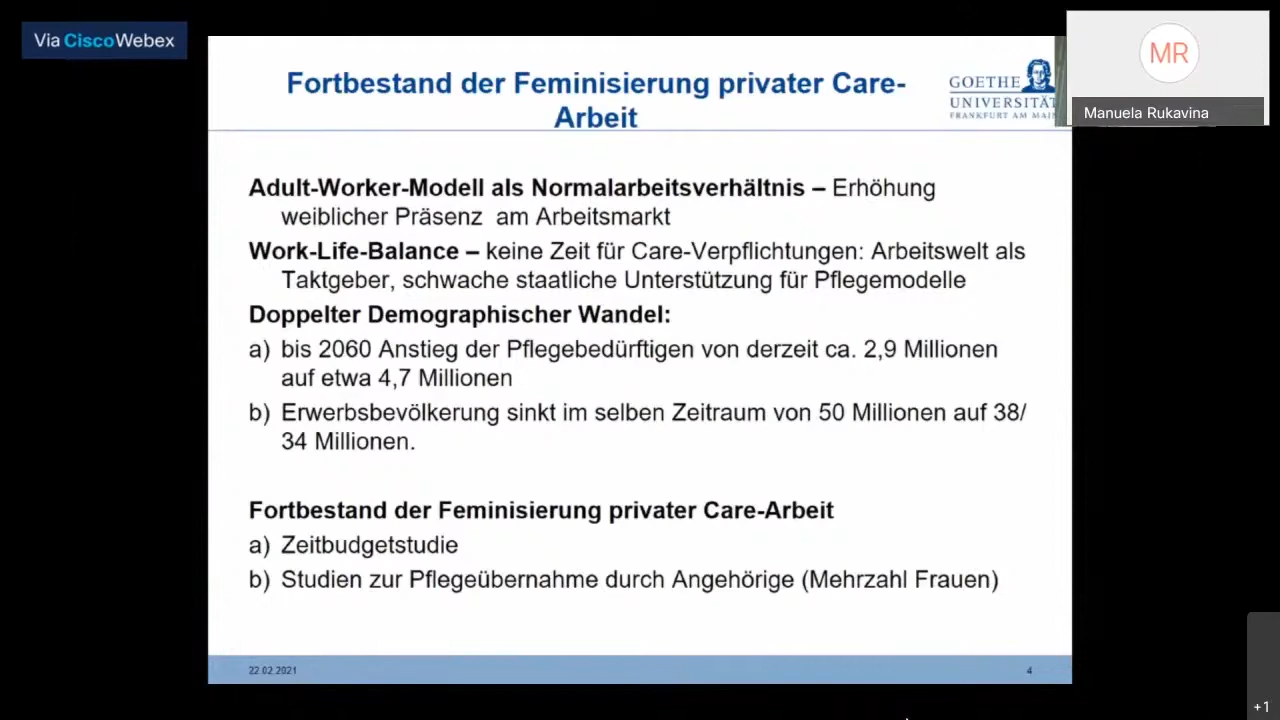 Via Cisco Webex
Fortbestand der Feminisierung privater Care-
Arbeit
GOETHE
UNIVERSITÄT
FRANKFURT AM MAIN
MR
Manuela Rukavina
Adult-Worker-Modell als Normalarbeitsverhältnis – Erhöhung
weiblicher Präsenz am Arbeitsmarkt
Work-Life-Balance – keine Zeit für Care-Verpflichtungen: Arbeitswelt als
Taktgeber, schwache staatliche Unterstützung für Pflegemodelle
Doppelter Demographischer Wandel:
a) bis 2060 Anstieg der Pflegebedürftigen von derzeit ca. 2,9 Millionen
auf etwa 4,7 Millionen
b) Erwerbsbevölkerung sinkt im selben Zeitraum von 50 Millionen auf 38/
34 Millionen.
Fortbestand der Feminisierung privater Care-Arbeit
a) Zeitbudgetstudie
b) Studien zur Pflegeübernahme durch Angehörige (Mehrzahl Frauen)
22.02.2021
4
+1